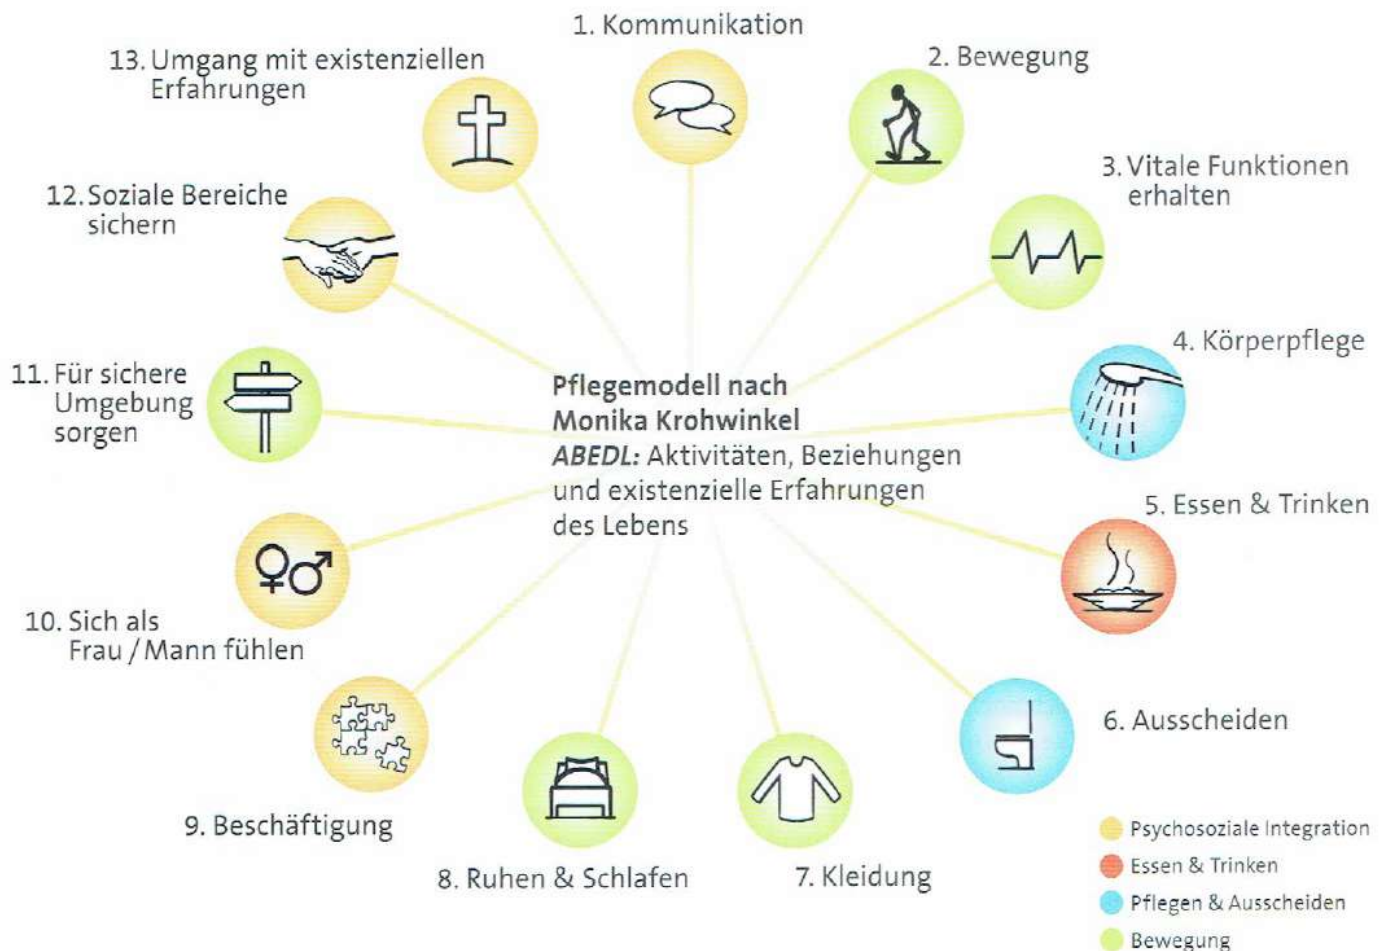 1. Kommunikation
2. Bewegung
3. Vitale Funktionen
erhalten
4. Körperpflege
5. Essen & Trinken
6. Ausscheiden
7. Kleidung
8. Ruhen & Schlafen
9. Beschäftigung
10. Sich als
Frau / Mann fühlen
11. Für sichere
Umgebung
sorgen
12. Soziale Bereiche
sichern
13. Umgang mit existenziellen
Erfahrungen
Pflegemodell nach
Monika Krohwinkel
ABEDL: Aktivitäten, Beziehungen
und existenzielle Erfahrungen
des Lebens
Psychosoziale Integration
Essen & Trinken
Pflegen & Ausscheiden
Bewegung